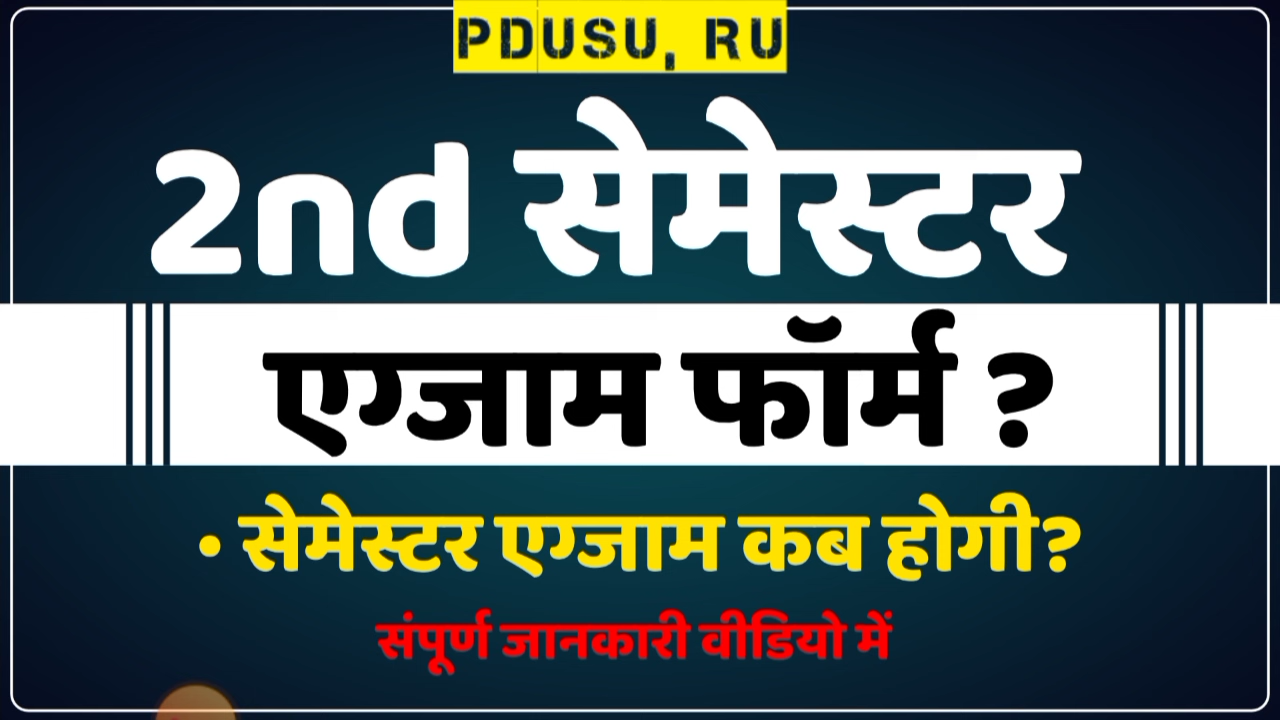 PDUSU, RU
2nd सेमेस्टर
एग्जाम फॉर्म ?
• सेमेस्टर एग्जाम कब होगी?
संपूर्ण जानकारी वीडियो में